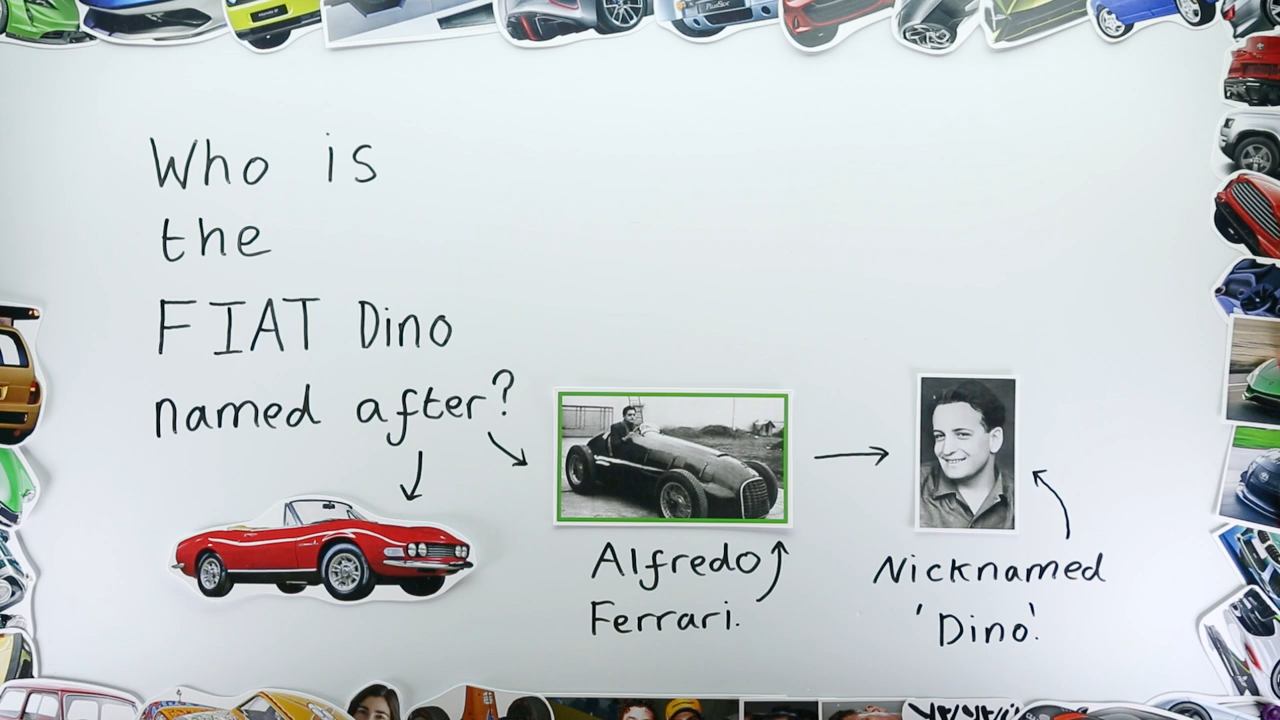 Who is
the
FIAT Dino
named after?
Alfredo
Ferrari.
Nicknamed
'Dino'.